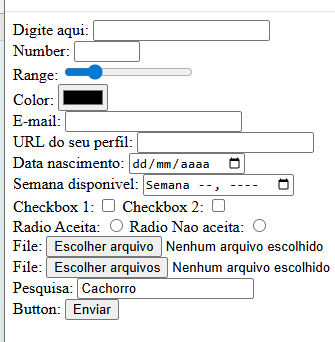 Digite aqui:
Number:
Range:
Color:
E-mail:
URL do seu perfil:
Data nascimento: dd/mm/aaaa
Semana disponivel: Semana --, ----
Checkbox 1: Checkbox 2:
Radio Aceita: Radio Nao aceita:
File: Escolher arquivo Nenhum arquivo escolhido
File: Escolher arquivos Nenhum arquivo escolhido
Pesquisa: Cachorro
Button: Enviar